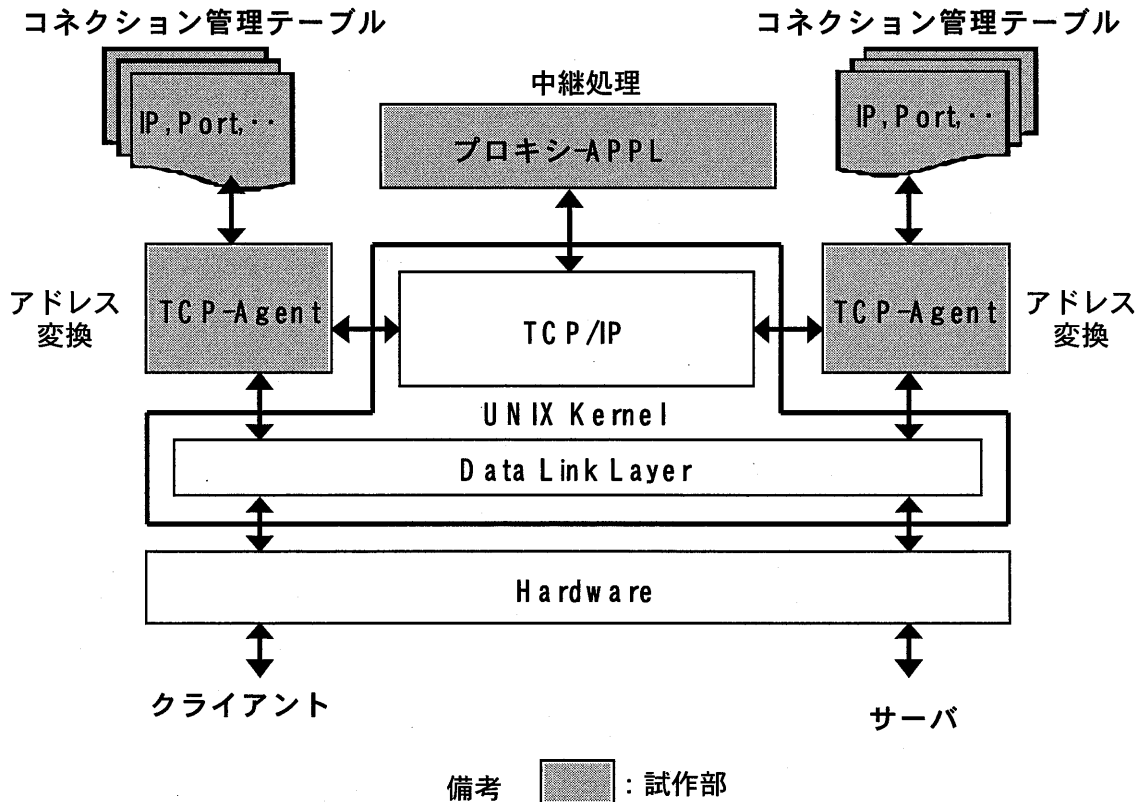 コネクション管理テーブル
コネクション管理テーブル
IP,Port,・・
中継処理
プロキシ-APPL
IP,Port,・・
アドレス
変換
TCP-Agent
TCP/IP
TCP-Agent
アドレス
変換
UNIX Kernel
Data Link Layer
Hardware
クライアント
サーバ
備考 :試作部